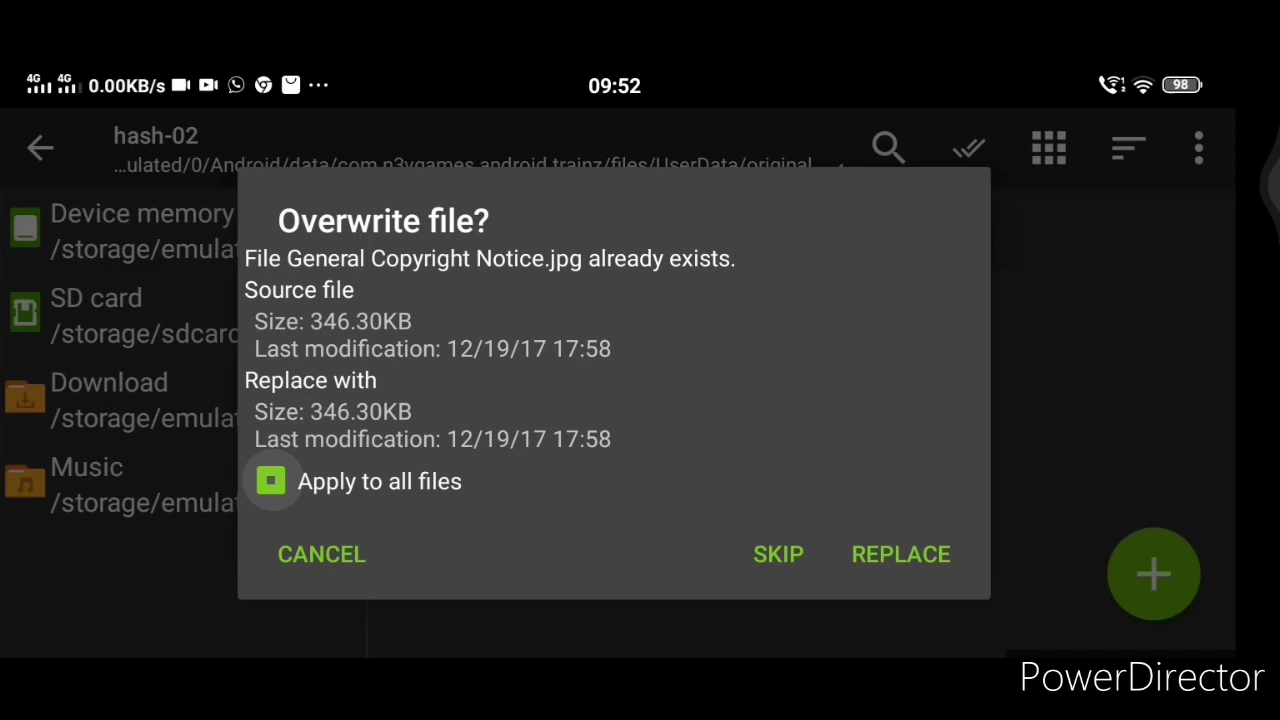 4G 4G 0.00KB/s ... 09:52 98
hash-02
...ulated/0/Android/data/com.n3vgames.android.trainz/files/UserData/original
Overwrite file?
File General Copyright Notice.jpg already exists.
Source file
Size: 346.30KB
Last modification: 12/19/17 17:58
Replace with
Size: 346.30KB
Last modification: 12/19/17 17:58
Apply to all files
CANCEL SKIP REPLACE
Device memory
/storage/emula
SD card
/storage/sdcard
Download
/storage/emula
Music
/storage/emula
PowerDirector